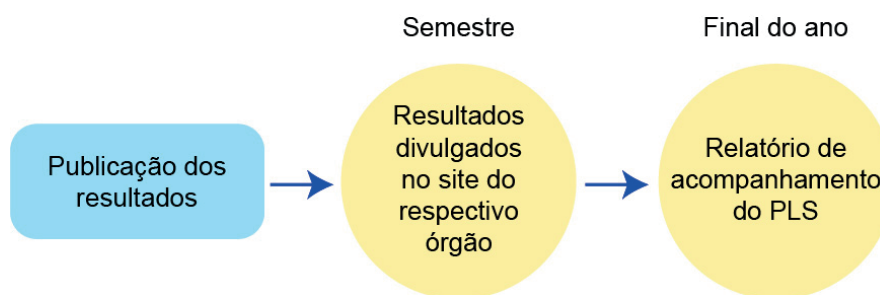 Semestre
Final do ano
Publicação dos
resultados
Resultados
divulgados
no site do
respectivo
órgão
Relatório de
acompanhamento
do PLS